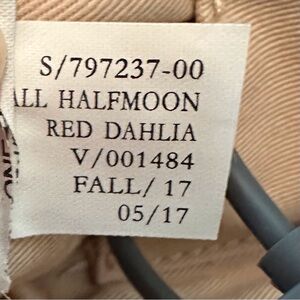 S/797237-00
ALL HALFMOON
RED DAHLIA
V/001484
FALL/ 17
05/17